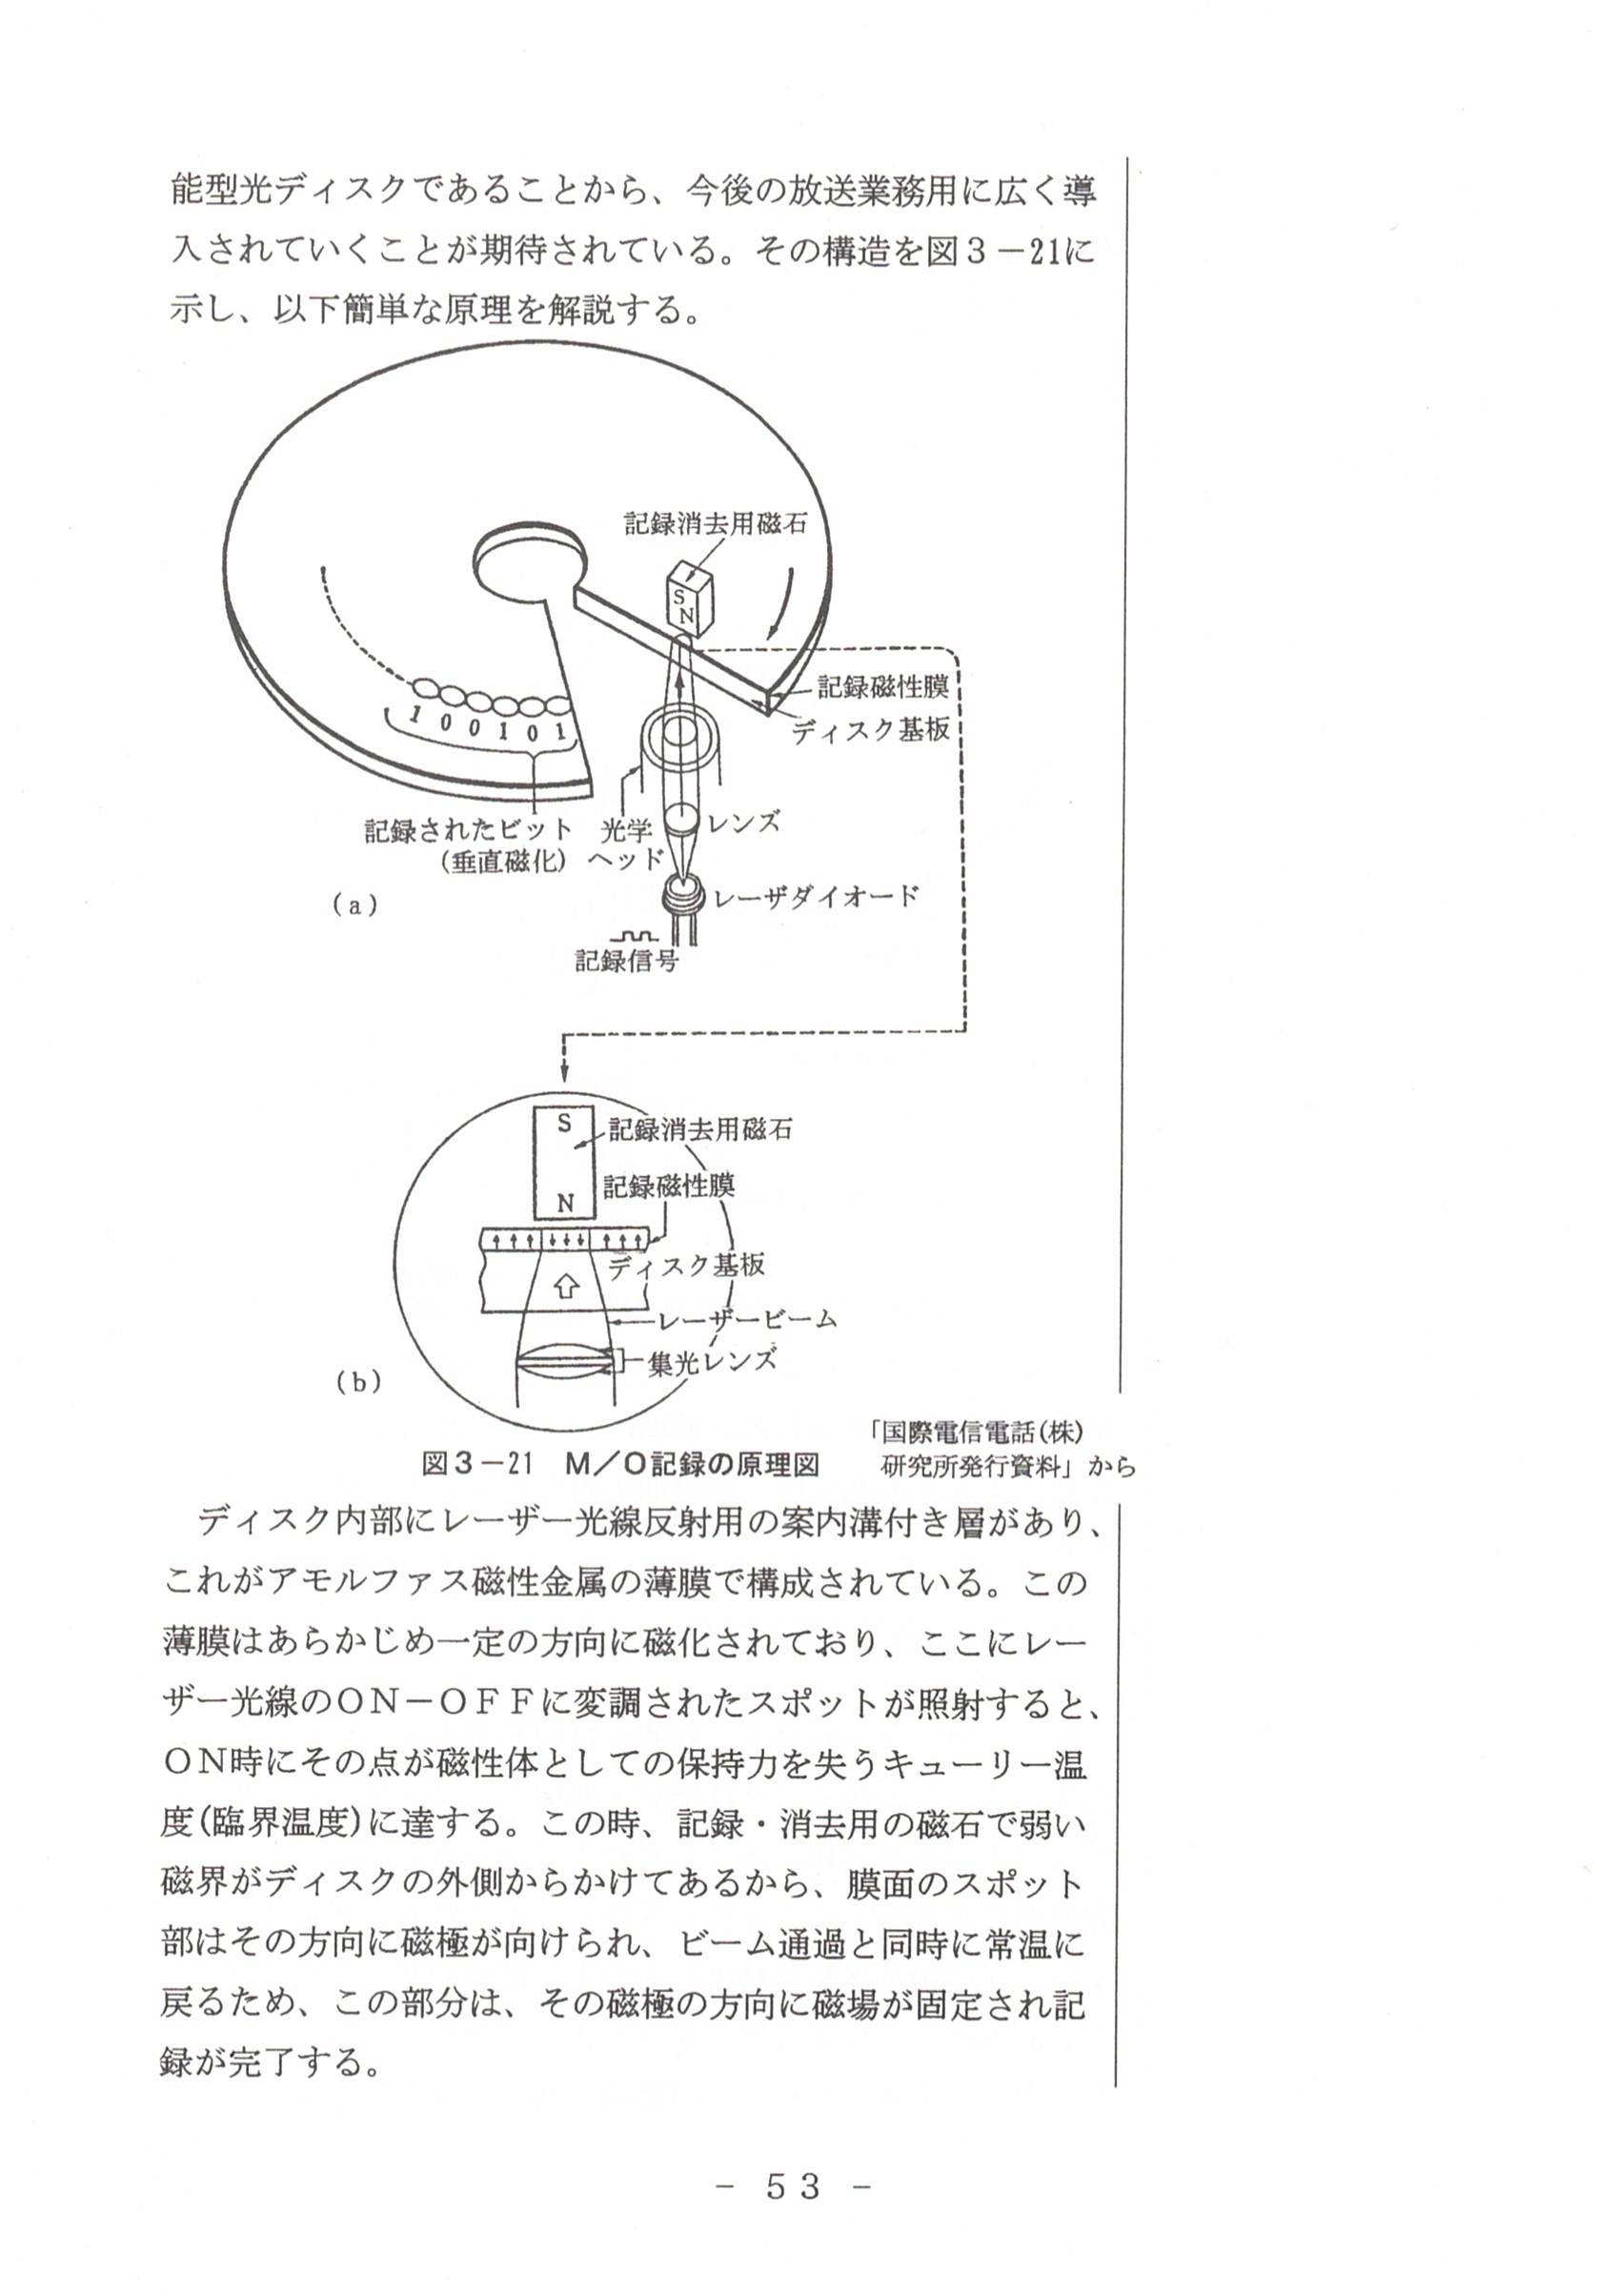 能型光ディスクであることから、今後の放送業務用に広く導
入されていくことが期待されている。その構造を図3-21に
示し、以下簡単な原理を解説する。
記録消去用磁石
S
N
記録磁性膜
ディスク基板
1 0 0 1 0 1
記録されたビット
(垂直磁化)
光学
ヘッド
レンズ
レーザダイオード
(a)
記録信号
S
記録消去用磁石
N
記録磁性膜
ディスク基板
レーザービーム
集光レンズ
(b)
図3-21 M/O記録の原理図
「国際電信電話(株)
研究所発行資料」から
ディスク内部にレーザー光線反射用の案内溝付き層があり、
これがアモルファス磁性金属の薄膜で構成されている。この
薄膜はあらかじめ一定の方向に磁化されており、ここにレー
ザー光線のON-OFFに変調されたスポットが照射すると、
ON時にその点が磁性体としての保持力を失うキューリー温
度(臨界温度)に達する。この時、記録・消去用の磁石で弱い
磁界がディスクの外側からかけてあるから、膜面のスポット
部はその方向に磁極が向けられ、ビーム通過と同時に常温に
戻るため、この部分は、その磁極の方向に磁場が固定され記
録が完了する。
- 53 -